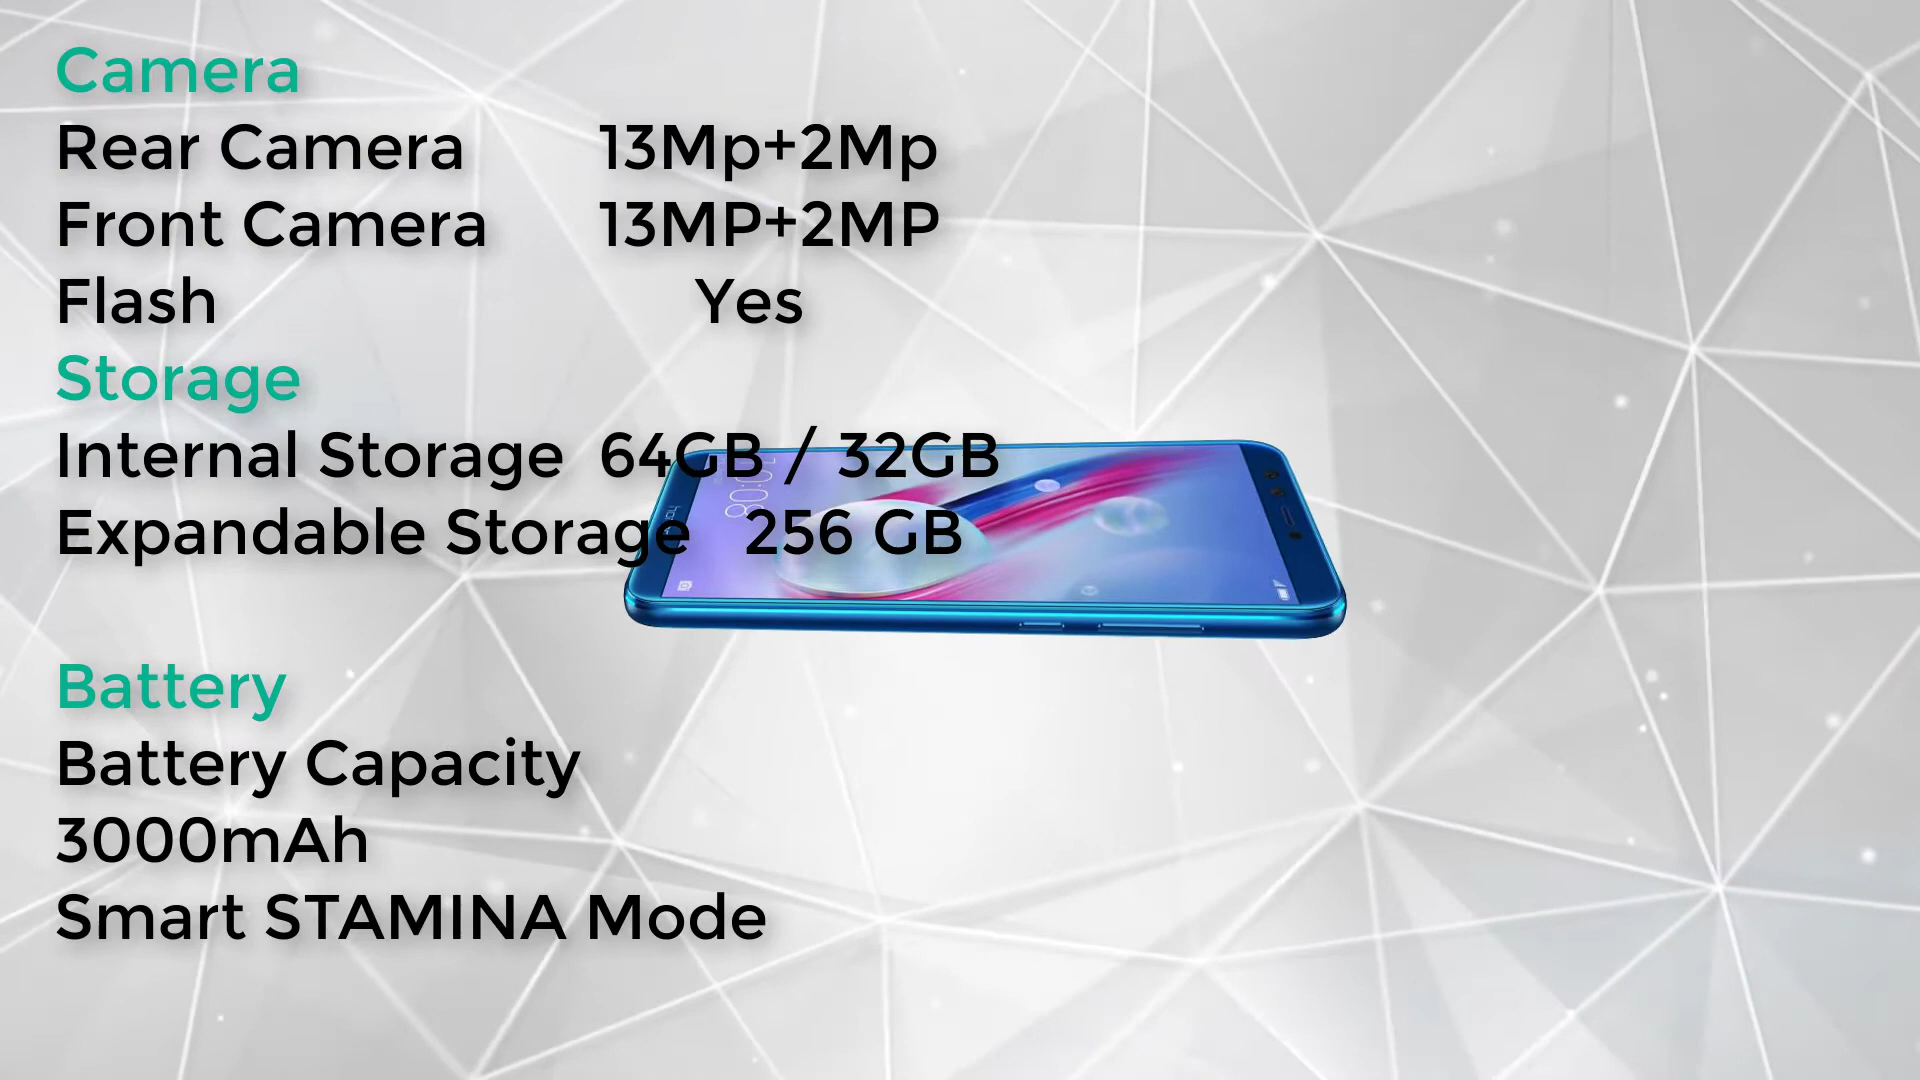 Camera
Rear Camera 13Mp+2Mp
Front Camera 13MP+2MP
Flash Yes
Storage
Internal Storage 64GB / 32GB
Expandable Storage 256 GB
Battery
Battery Capacity
3000mAh
Smart STAMINA Mode